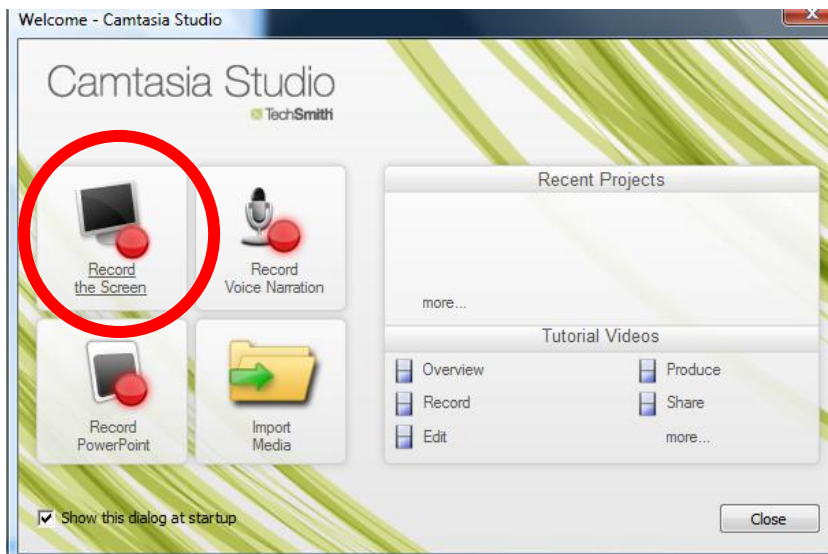 Welcome - Camtasia Studio
Camtasia Studio
TechSmith
Record
the Screen
Record
Voice Narration
Record
PowerPoint
Import
Media
Recent Projects
more...
Tutorial Videos
Overview
Produce
Record
Share
Edit
more...
Show this dialog at startup
Close